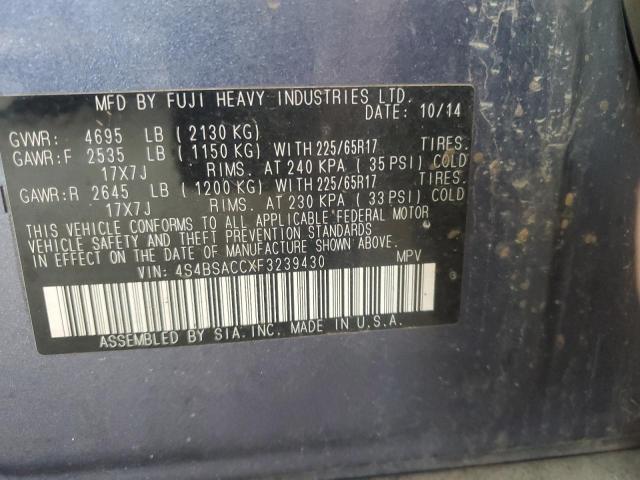 MFD BY FUJI HEAVY INDUSTRIES LTD.
DATE: 10/14
GVWR: 4695 LB (2130 KG)
GAWR:F 2535 LB (1150 KG) WITH 225/65R17 TIRES.
17X7J RIMS. AT 240 KPA (35 PSI) COLD
GAWR:R 2645 LB (1200 KG) WITH 225/65R17 TIRES.
17X7J RIMS. AT 230 KPA (33 PSI) COLD
THIS VEHICLE CONFORMS TO ALL APPLICABLE FEDERAL MOTOR
VEHICLE SAFETY AND THEFT PREVENTION STANDARDS
IN EFFECT ON THE DATE OF MANUFACTURE SHOWN ABOVE.
VIN: 4S4BSACCXF3239430 MPV
ASSEMBLED BY SIA.INC. MADE IN U.S.A.